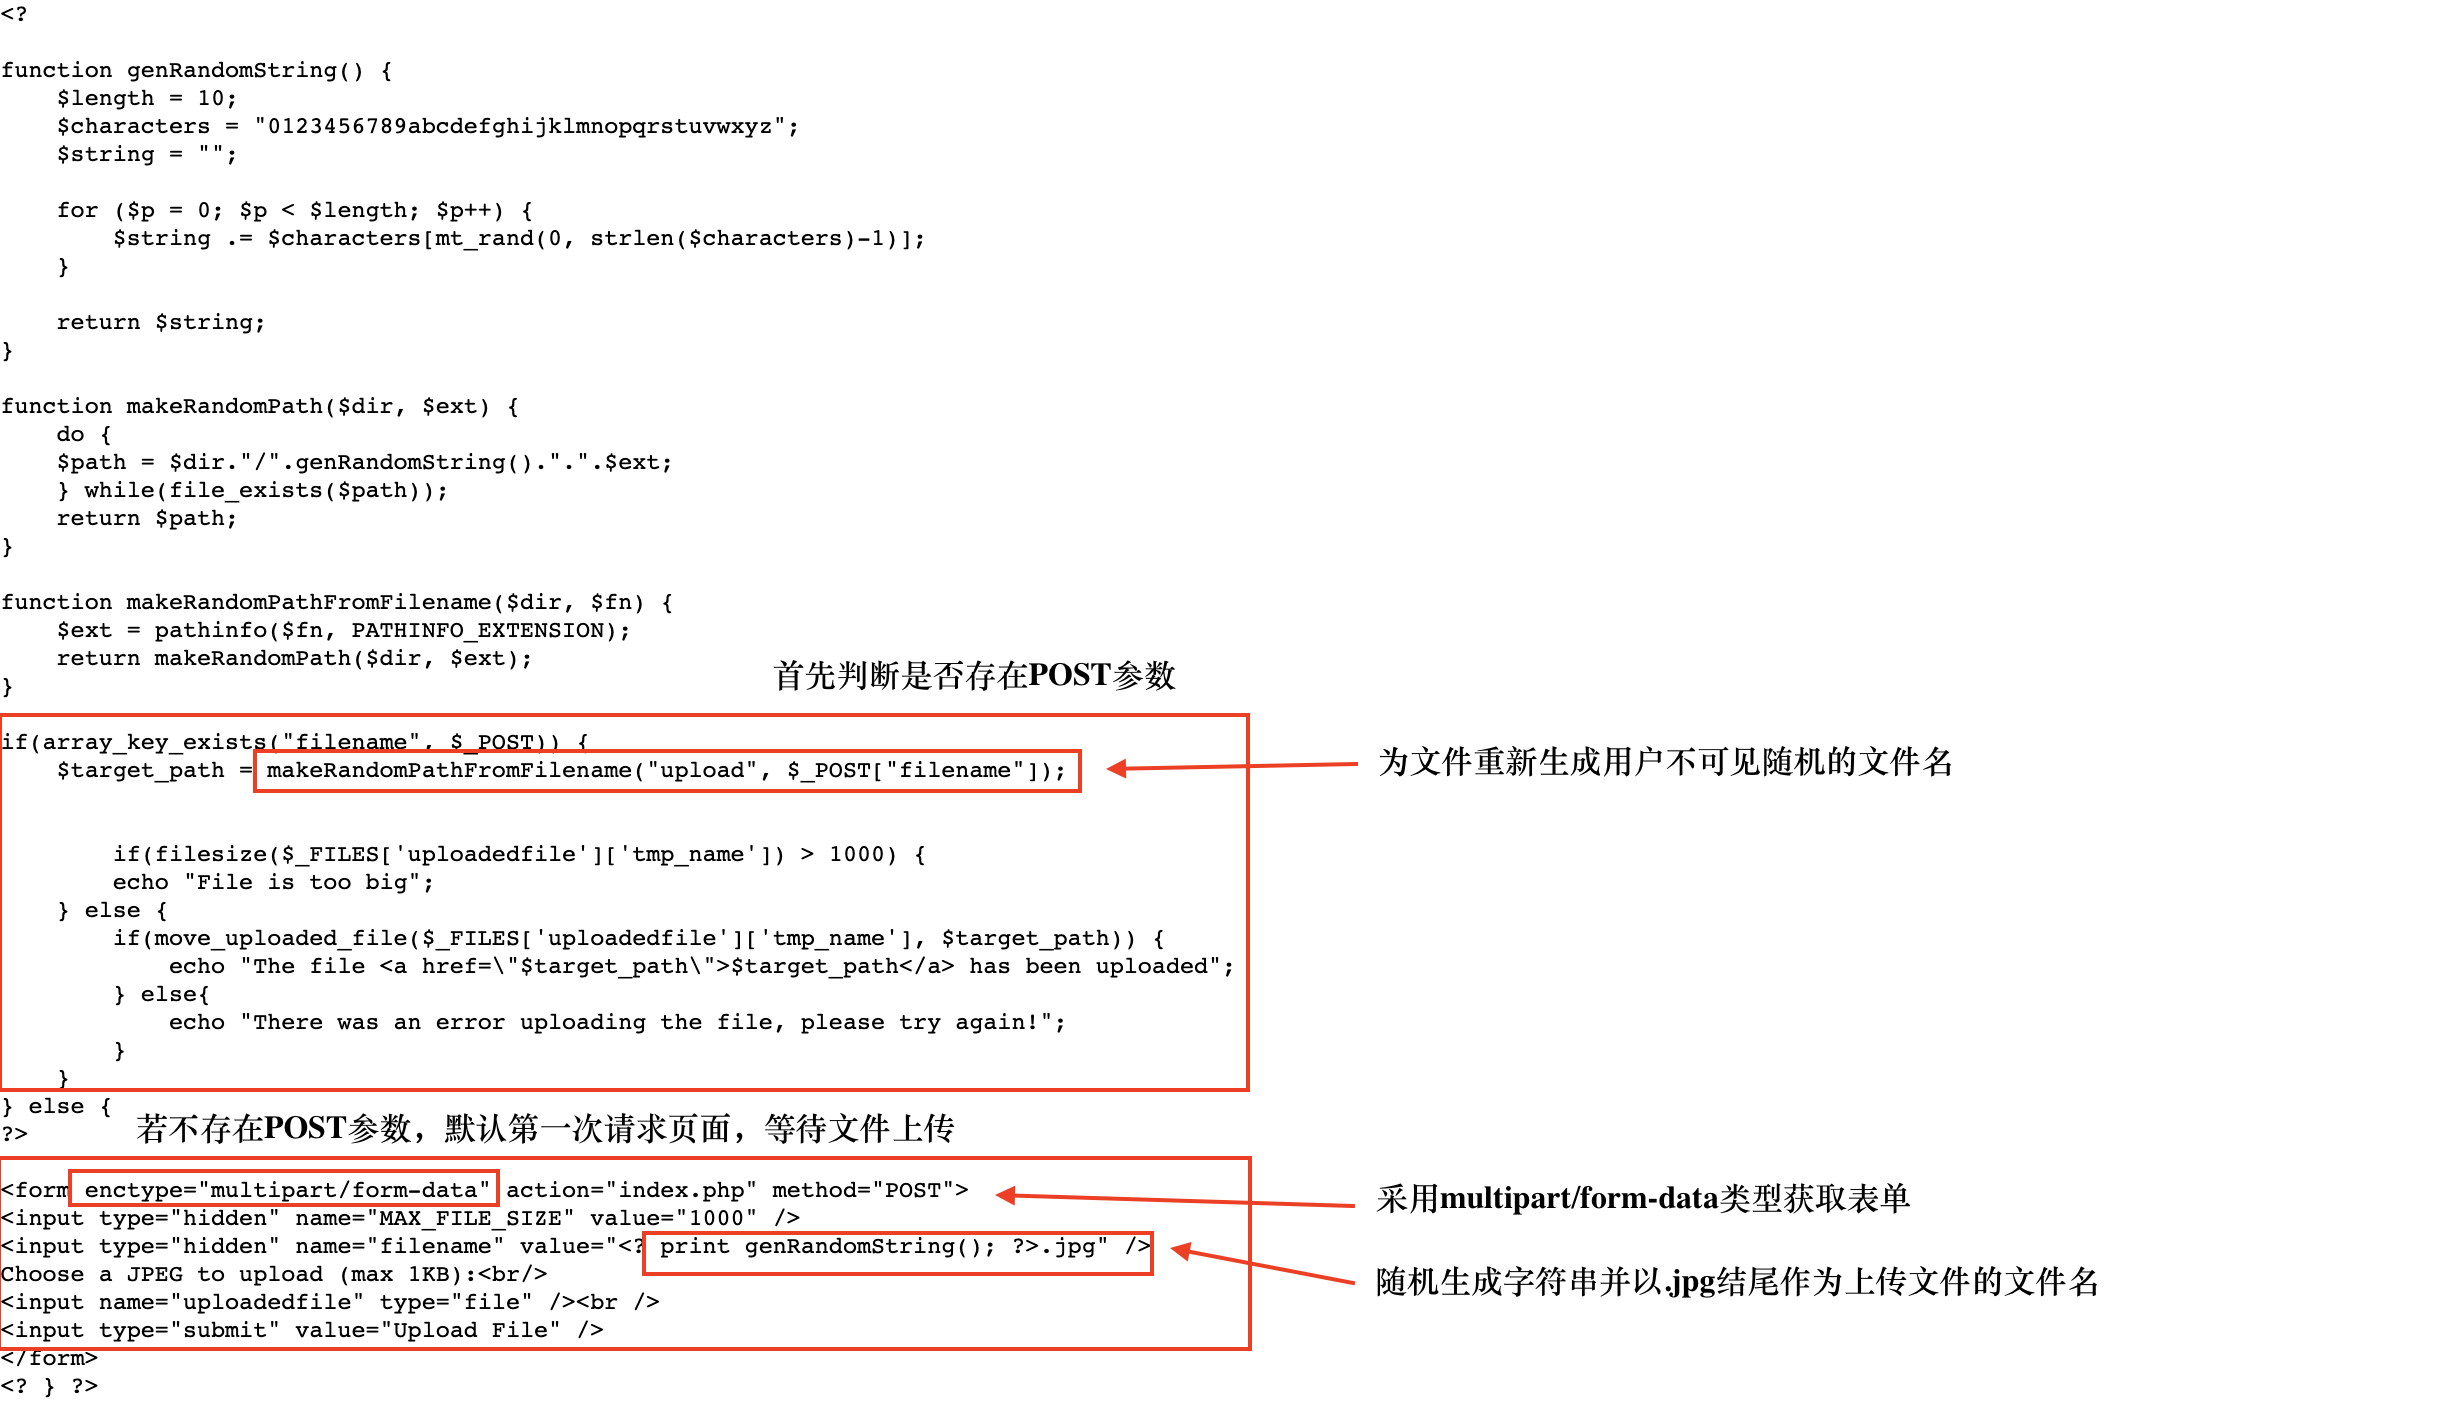 <?
function genRandomString() {
    $length = 10;
    $characters = "0123456789abcdefghijklmnopqrstuvwxyz";
    $string = "";
    for ($p = 0; $p < $length; $p++) {
        $string .= $characters[mt_rand(0, strlen($characters)-1)];
    }
    return $string;
}
function makeRandomPath($dir, $ext) {
    do {
    $path = $dir."/".genRandomString().".".$ext;
    } while(file_exists($path));
    return $path;
}
function makeRandomPathFromFilename($dir, $fn) {
    $ext = pathinfo($fn, PATHINFO_EXTENSION);
    return makeRandomPath($dir, $ext);
}
首先判断是否存在POST参数
if(array_key_exists("filename", $_POST)) {
    $target_path = makeRandomPathFromFilename("upload", $_POST["filename"]);
为文件重新生成用户不可见随机的文件名
        if(filesize($_FILES['uploadedfile']['tmp_name']) > 1000) {
        echo "File is too big";
    } else {
        if(move_uploaded_file($_FILES['uploadedfile']['tmp_name'], $target_path)) {
            echo "The file <a href=\"$target_path\">$target_path</a> has been uploaded";
        } else{
            echo "There was an error uploading the file, please try again!";
        }
    }
} else {
?>
若不存在POST参数，默认第一次请求页面，等待文件上传
<form enctype="multipart/form-data" action="index.php" method="POST">
采用multipart/form-data类型获取表单
<input type="hidden" name="MAX_FILE_SIZE" value="1000" />
<input type="hidden" name="filename" value="<? print genRandomString(); ?>.jpg" />
随机生成字符串并以.jpg结尾作为上传文件的文件名
Choose a JPEG to upload (max 1KB):<br/>
<input name="uploadedfile" type="file" /><br />
<input type="submit" value="Upload File" />
</form>
<? } ?>